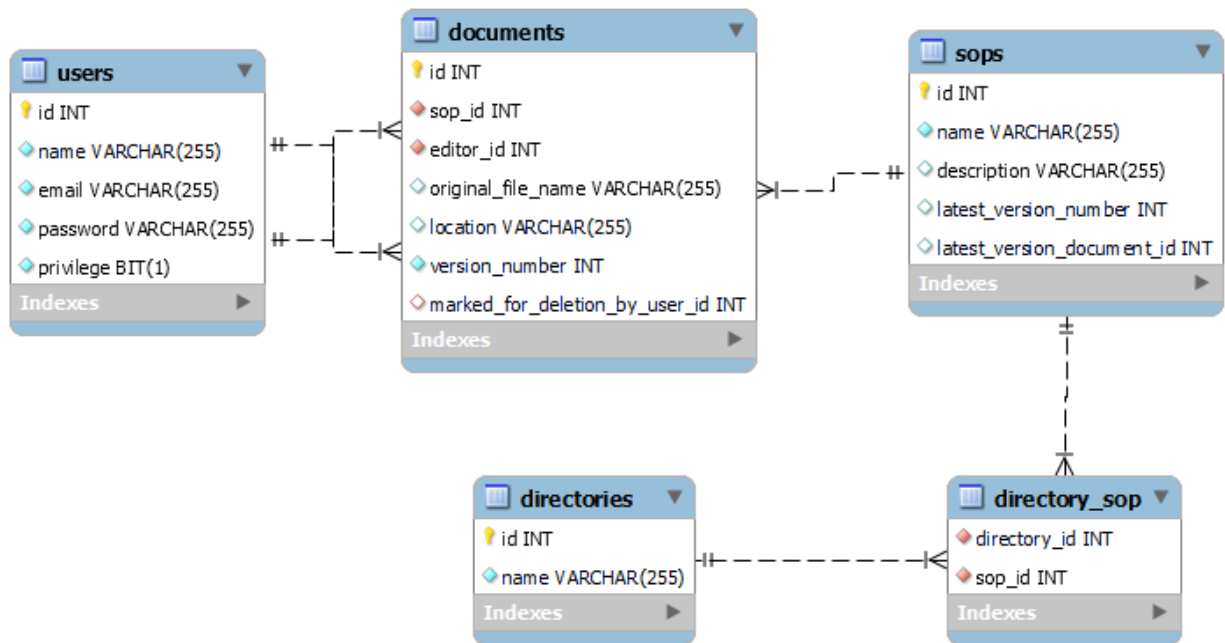 users
id INT
name VARCHAR(255)
email VARCHAR(255)
password VARCHAR(255)
privilege BIT(1)
Indexes
documents
id INT
sop_id INT
editor_id INT
original_file_name VARCHAR(255)
location VARCHAR(255)
version_number INT
marked_for_deletion_by_user_id INT
Indexes
sops
id INT
name VARCHAR(255)
description VARCHAR(255)
latest_version_number INT
latest_version_document_id INT
Indexes
directories
id INT
name VARCHAR(255)
Indexes
directory_sop
directory_id INT
sop_id INT
Indexes